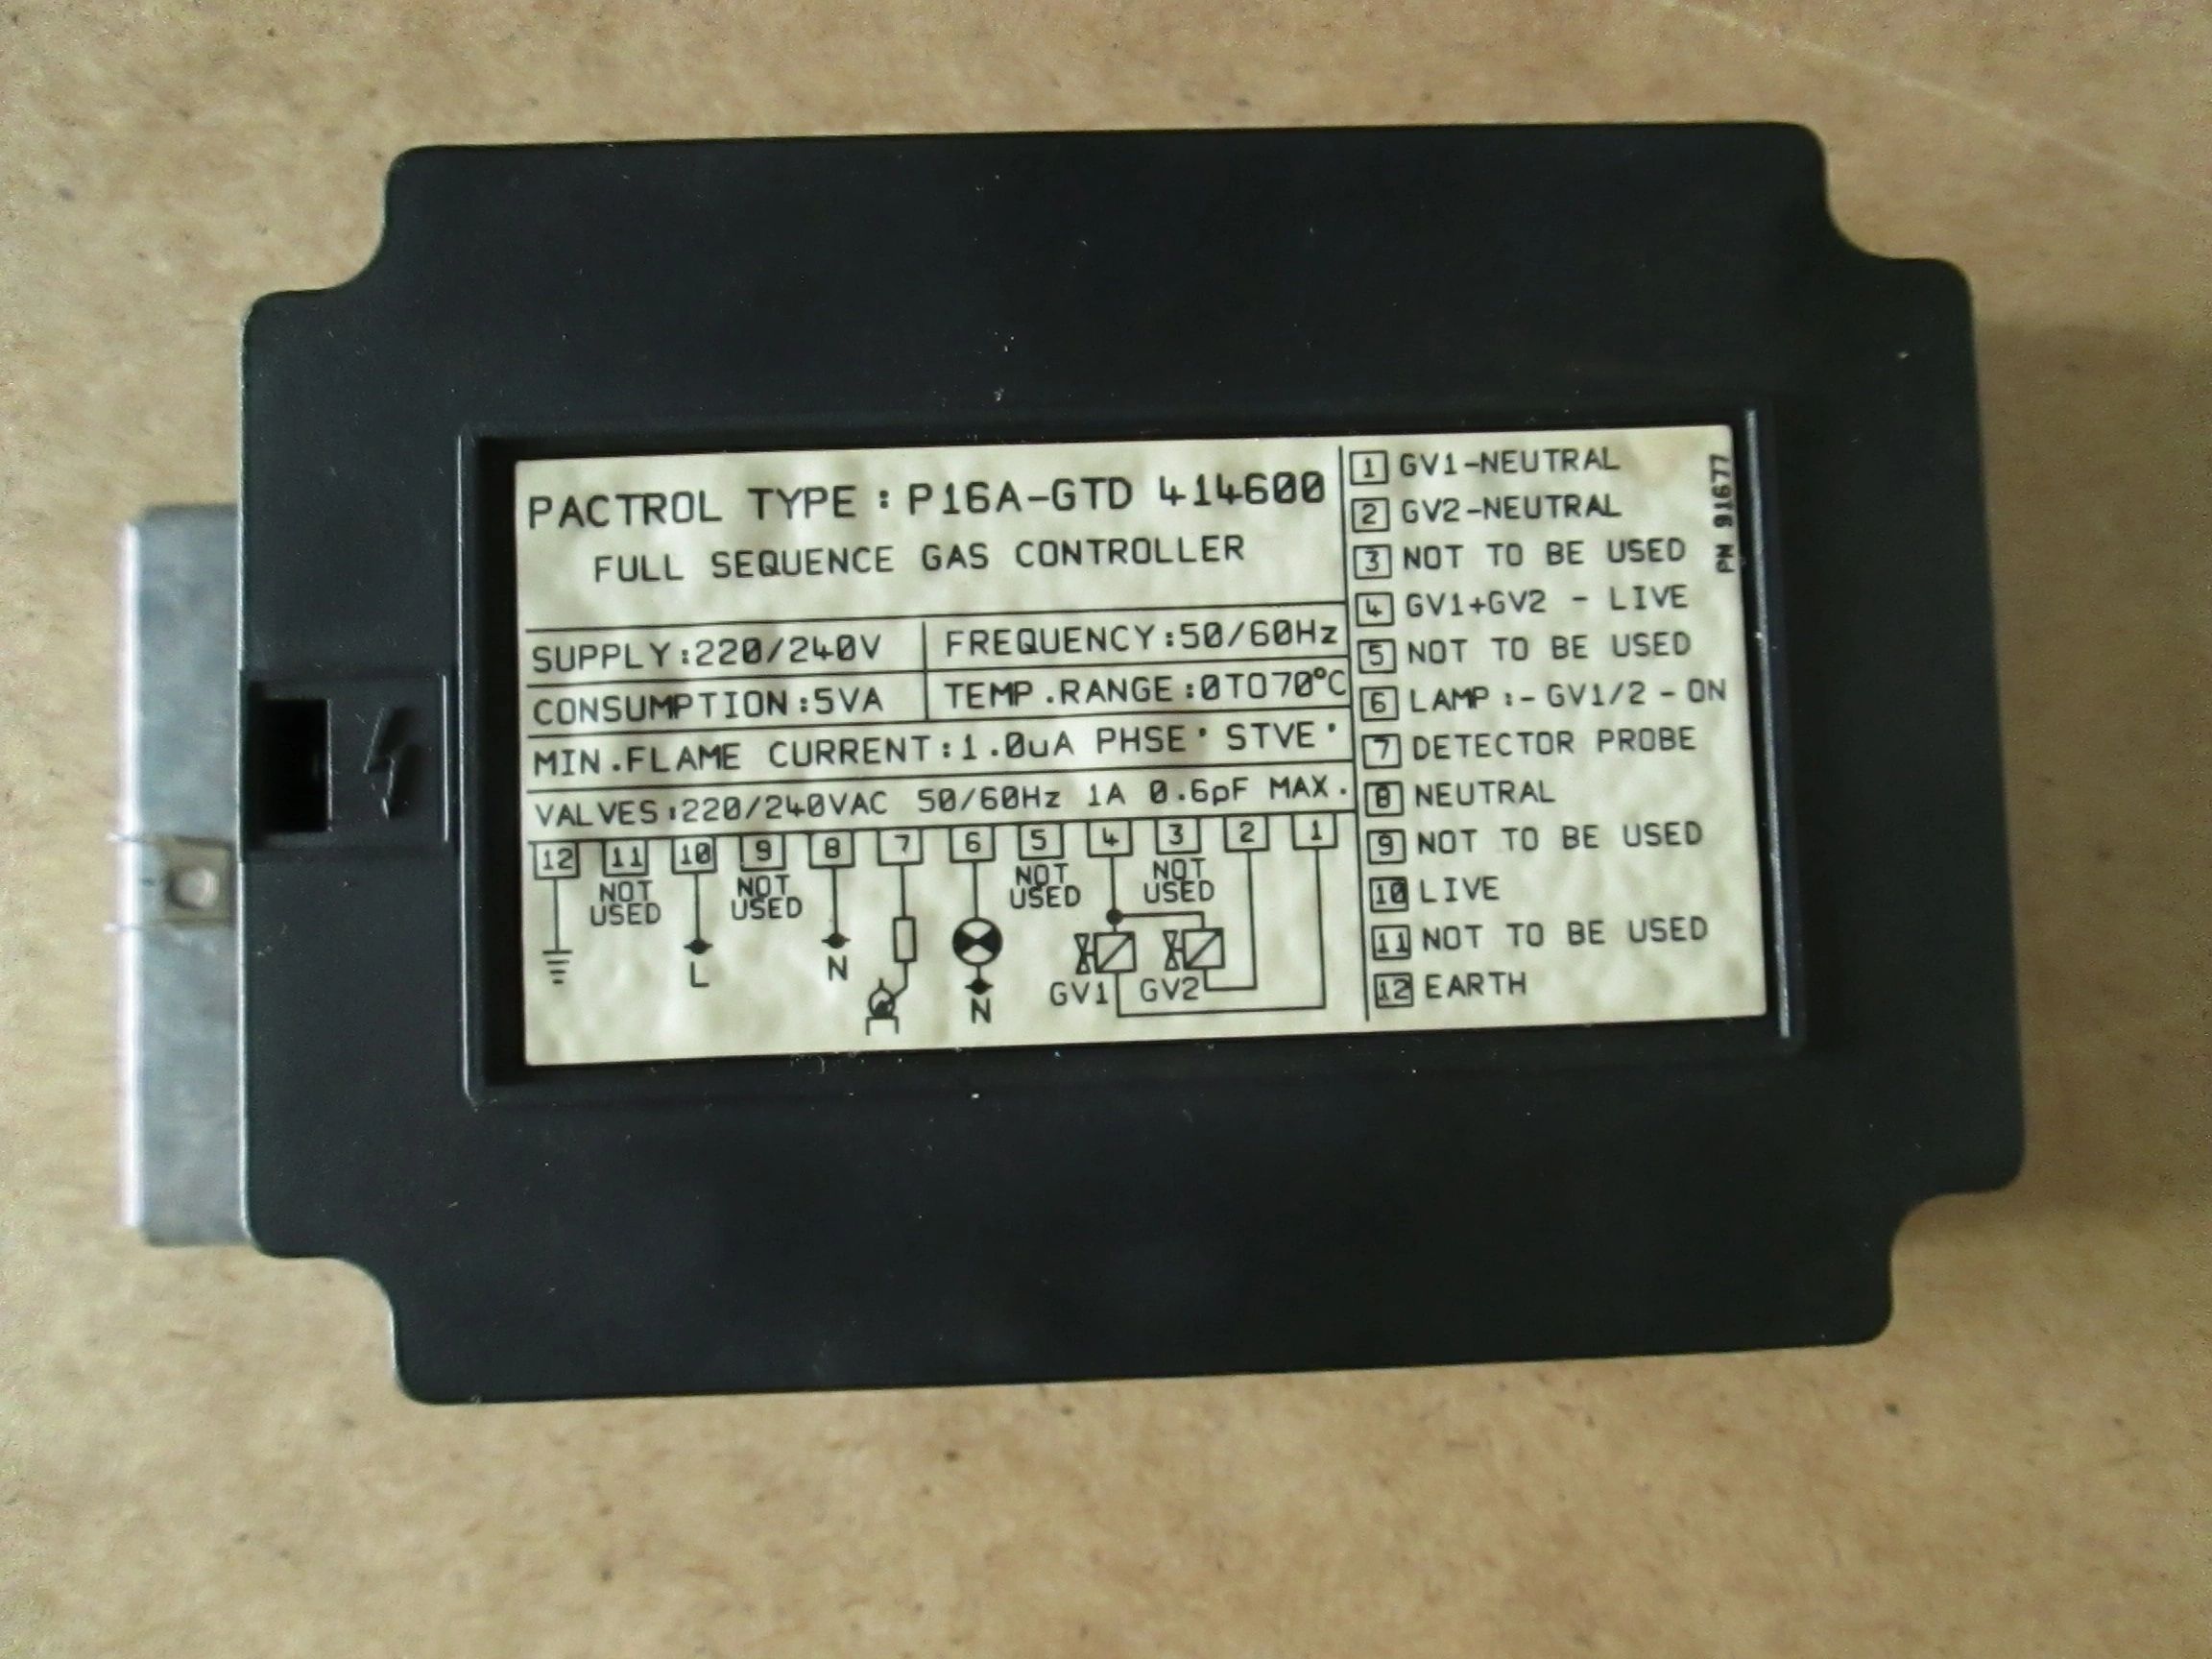 PACTROL TYPE : P16A-GTD 414600
FULL SEQUENCE GAS CONTROLLER
SUPPLY:220/240V
FREQUENCY:50/60Hz
CONSUMPTION:5VA
TEMP.RANGE:0TO70°C
MIN.FLAME CURRENT:1.0uA PHSE' STVE'
VALVES:220/240VAC 50/60Hz 1A 0.6pF MAX.
12 11 10 9 8 7 6 5 4 3 2 1
NOT USED
NOT USED
NOT USED
NOT USED
L
N
N
GV1
GV2
1 GV1-NEUTRAL
2 GV2-NEUTRAL
3 NOT TO BE USED
4 GV1+GV2 - LIVE
5 NOT TO BE USED
6 LAMP :- GV1/2 - ON
7 DETECTOR PROBE
8 NEUTRAL
9 NOT TO BE USED
10 LIVE
11 NOT TO BE USED
12 EARTH
PN 91677